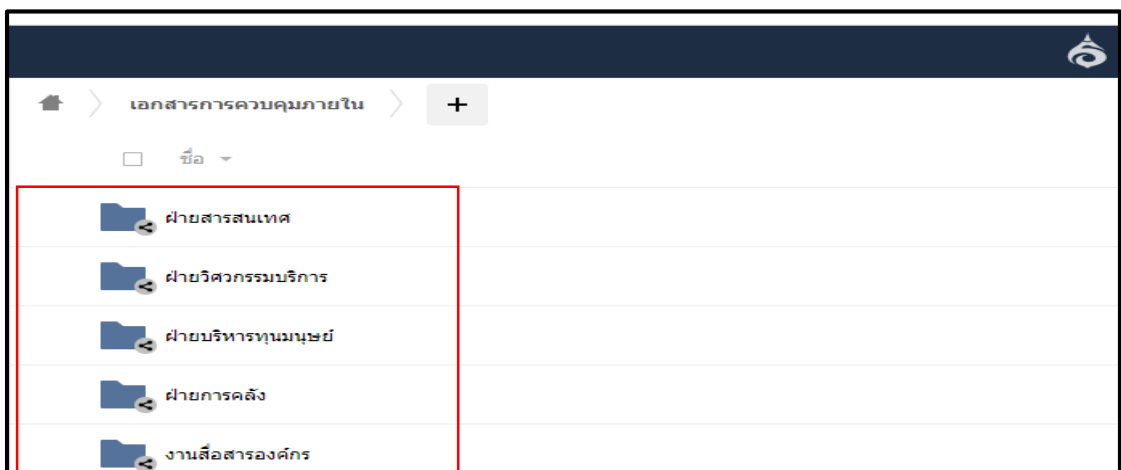 เอกสารการควบคุมภายใน +
ชื่อ
ฝ่ายสารสนเทศ
ฝ่ายวิศวกรรมบริการ
ฝ่ายบริหารทุนมนุษย์
ฝ่ายการคลัง
งานสื่อสารองค์กร